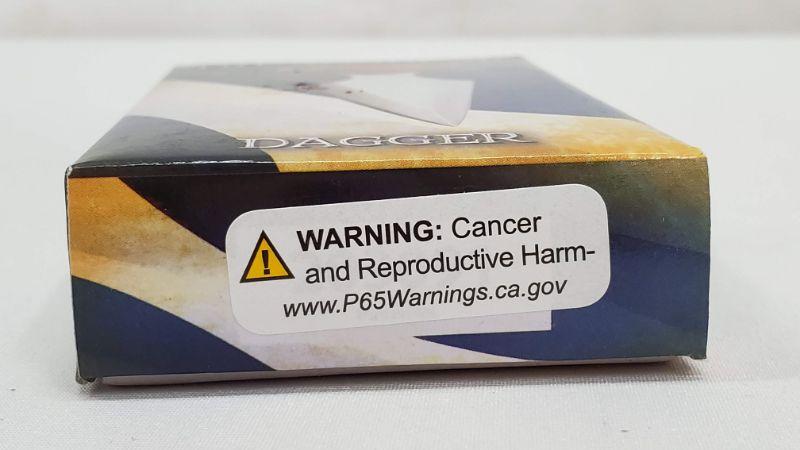 DAGGER
WARNING: Cancer
and Reproductive Harm-
www.P65Warnings.ca.gov